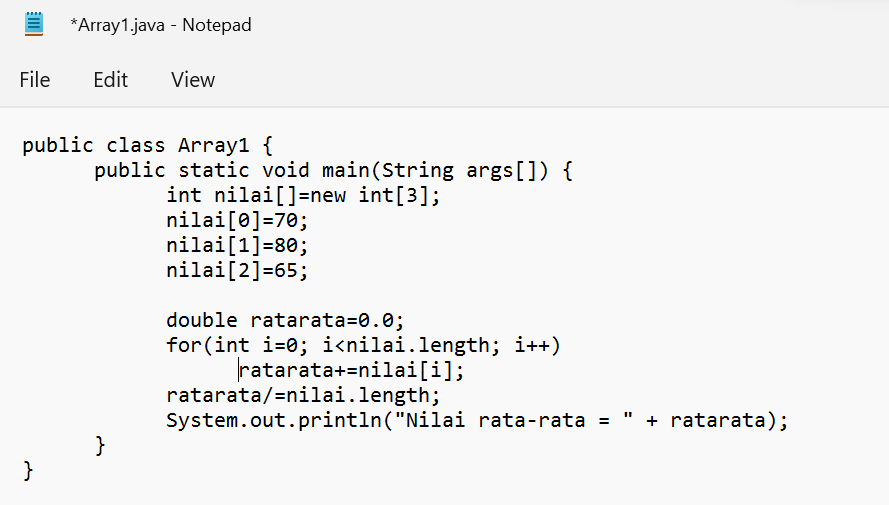 *Array1.java - Notepad
File Edit View
public class Array1 {
public static void main(String args[]) {
int nilai[]=new int[3];
nilai[0]=70;
nilai[1]=80;
nilai[2]=65;
double ratarata=0.0;
for(int i=0; i<nilai.length; i++)
ratarata+=nilai[i];
ratarata/=nilai.length;
System.out.println("Nilai rata-rata = " + ratarata);
}
}